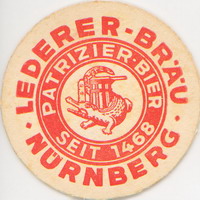 · LEDERER-BRÄU ·
NÜRNBERG
PATRIZIER-BIER
SEIT 1468